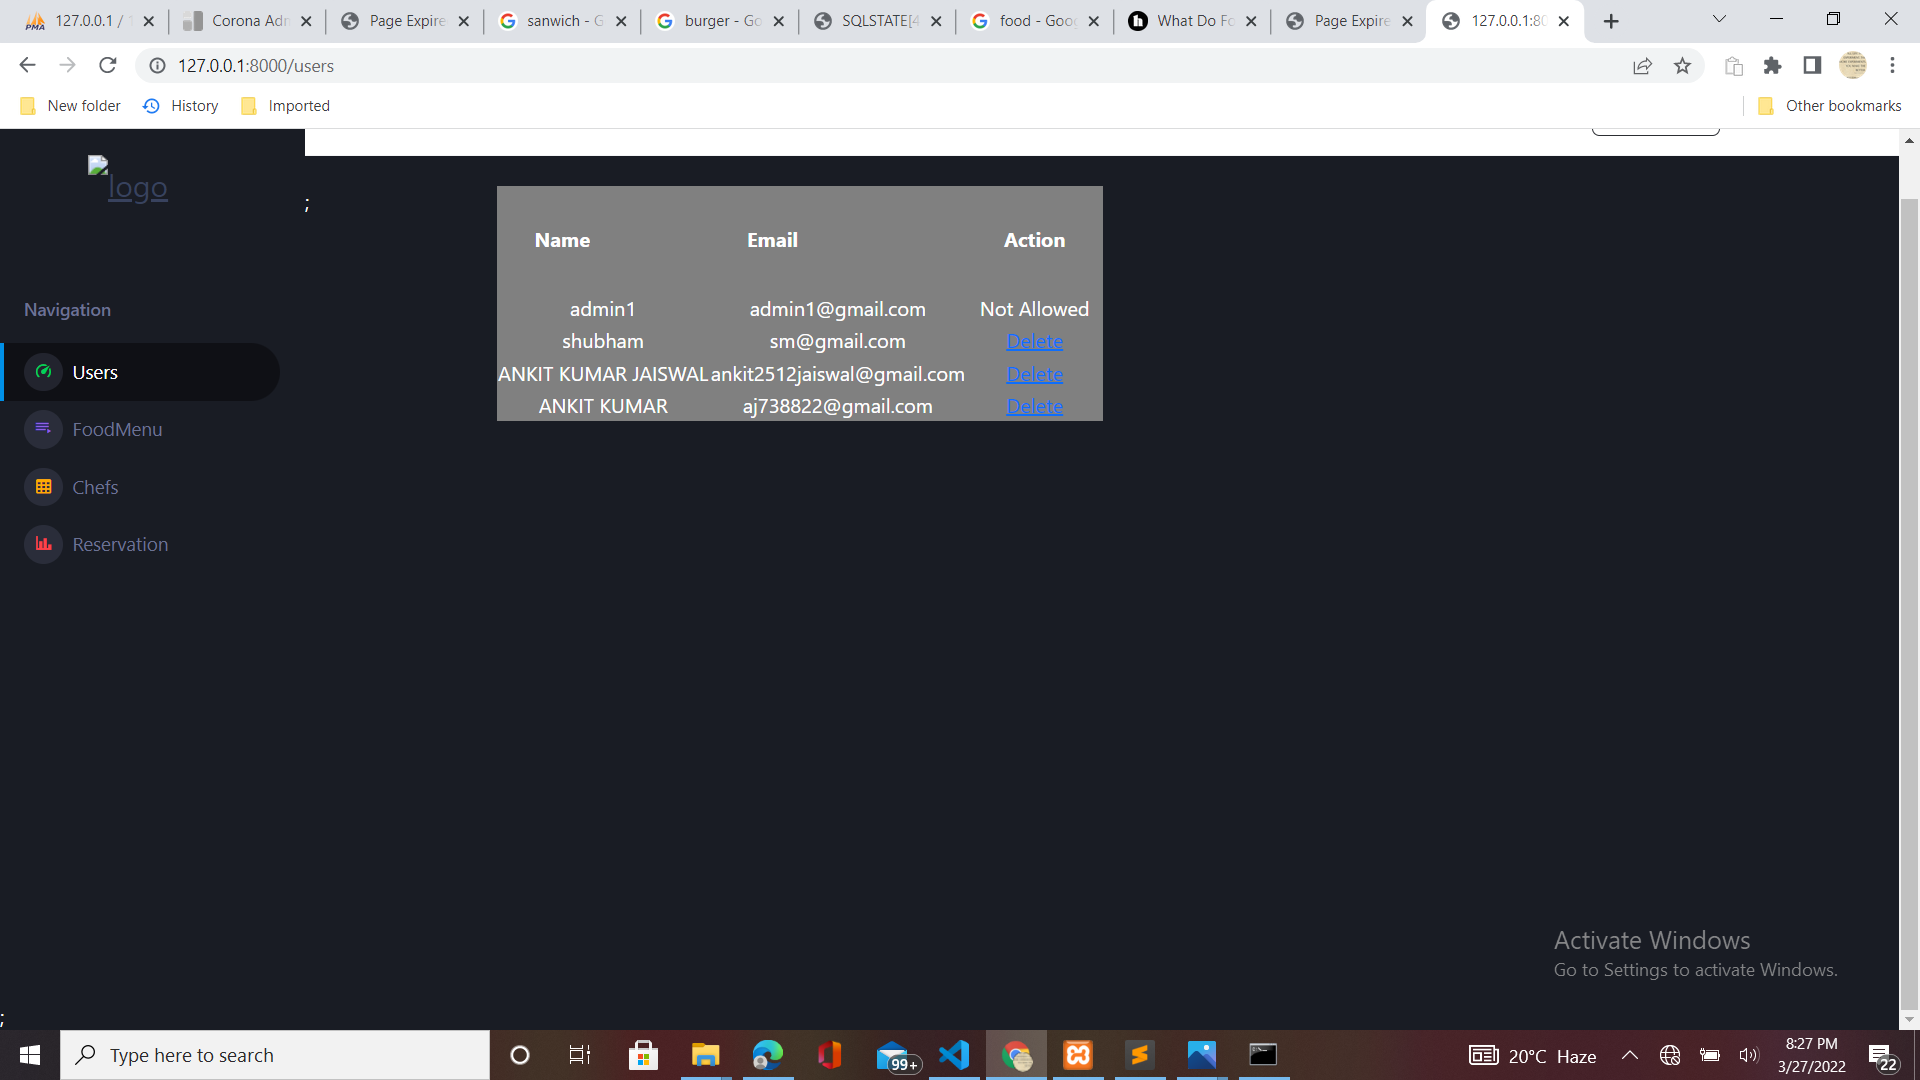 127.0.0.1 / 1
Corona Adn
Page Expire
sanwich - G
burger - Go
SQLSTATE[4
food - Goog
What Do Fo
Page Expire
127.0.0.1:80
127.0.0.1:8000/users
New folder
History
Imported
Other bookmarks
logo
;
Name Email Action
admin1 admin1@gmail.com Not Allowed
shubham sm@gmail.com Delete
ANKIT KUMAR JAISWAL ankit2512jaiswal@gmail.com Delete
ANKIT KUMAR aj738822@gmail.com Delete
Navigation
Users
FoodMenu
Chefs
Reservation
Activate Windows
Go to Settings to activate Windows.
;
Type here to search
99+
20°C Haze
8:27 PM
3/27/2022
22